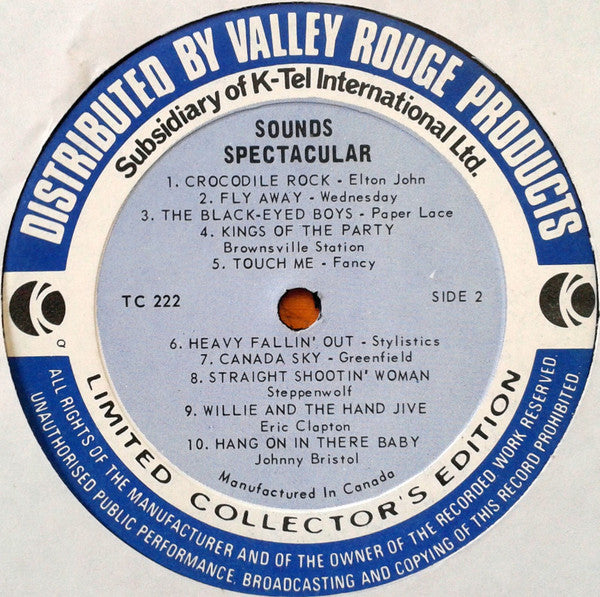 DISTRIBUTED BY VALLEY ROUGE PRODUCTS
Subsidiary of K-Tel International Ltd.
SOUNDS
SPECTACULAR
1. CROCODILE ROCK - Elton John
2. FLY AWAY - Wednesday
3. THE BLACK-EYED BOYS - Paper Lace
4. KINGS OF THE PARTY
Brownsville Station
5. TOUCH ME - Fancy
TC 222
SIDE 2
6. HEAVY FALLIN' OUT - Stylistics
7. CANADA SKY - Greenfield
8. STRAIGHT SHOOTIN' WOMAN
Steppenwolf
9. WILLIE AND THE HAND JIVE
Eric Clapton
10. HANG ON IN THERE BABY
Johnny Bristol
Manufactured In Canada
LIMITED COLLECTOR'S EDITION
ALL RIGHTS OF THE MANUFACTURER AND OF THE OWNER OF THE RECORDED WORK RESERVED.
UNAUTHORISED PUBLIC PERFORMANCE, BROADCASTING AND COPYING OF THIS RECORD PROHIBITED.